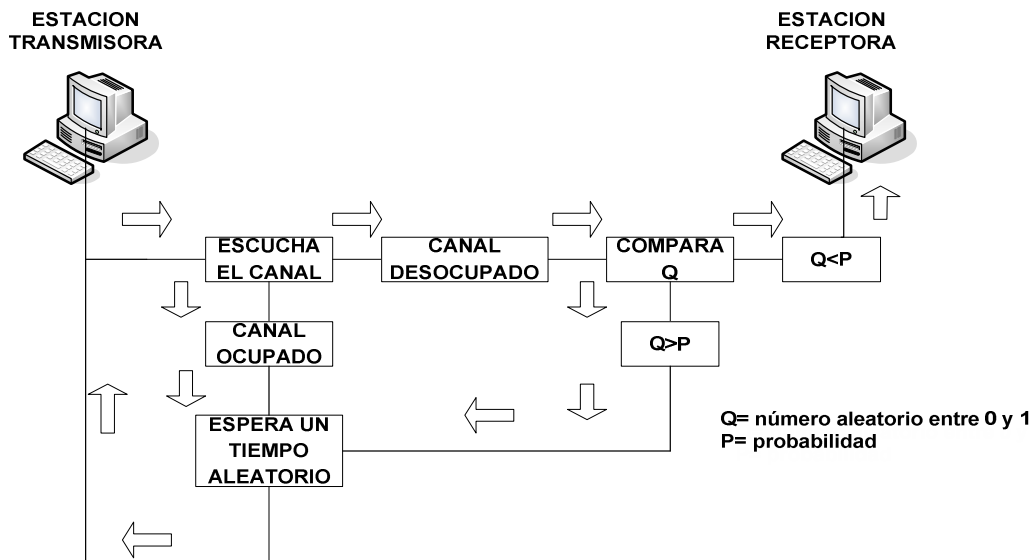 ESTACION
TRANSMISORA
ESTACION
RECEPTORA
ESCUCHA
EL CANAL
CANAL
DESOCUPADO
COMPARA
Q
Q<P
CANAL
OCUPADO
Q>P
ESPERA UN
TIEMPO
ALEATORIO
Q= número aleatorio entre 0 y 1
P= probabilidad